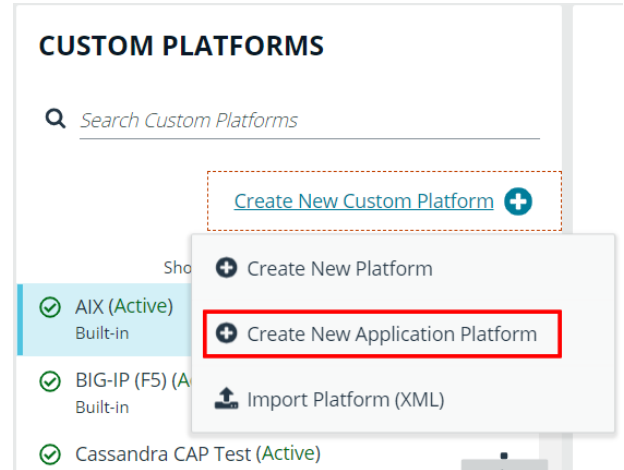 CUSTOM PLATFORMS
Search Custom Platforms
Create New Custom Platform
Sho
Create New Platform
AIX (Active)
Built-in
Create New Application Platform
BIG-IP (F5) (A
Built-in
Import Platform (XML)
Cassandra CAP Test (Active)